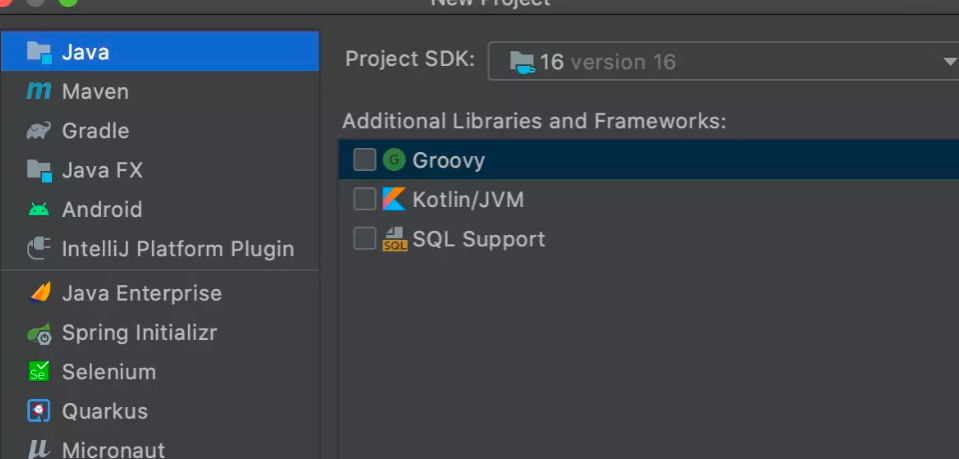 New Project
Java
Maven
Gradle
Java FX
Android
IntelliJ Platform Plugin
Java Enterprise
Spring Initializr
Selenium
Quarkus
Micronaut
Project SDK: 16 version 16
Additional Libraries and Frameworks:
G Groovy
Kotlin/JVM
SQL SQL Support